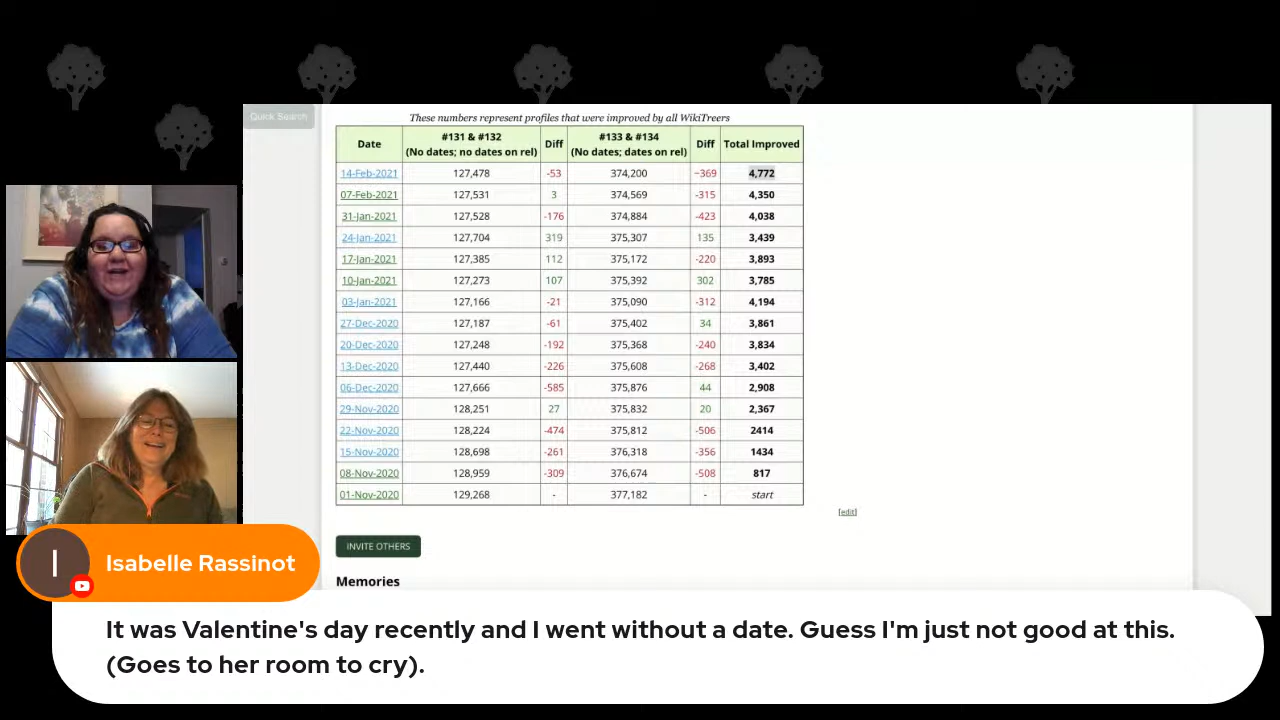 Quick Search
These numbers represent profiles that were improved by all WikiTreers
Date #131 & #132 (No dates; no dates on rel) Diff #133 & #134 (No dates; dates on rel) Diff Total Improved
14-Feb-2021 127,478 -53 374,200 −369 4,772
07-Feb-2021 127,531 3 374,569 -315 4,350
31-Jan-2021 127,528 -176 374,884 -423 4,038
24-Jan-2021 127,704 319 375,307 135 3,439
17-Jan-2021 127,385 112 375,172 -220 3,893
10-Jan-2021 127,273 107 375,392 302 3,785
03-Jan-2021 127,166 -21 375,090 -312 4,194
27-Dec-2020 127,187 -61 375,402 34 3,861
20-Dec-2020 127,248 -192 375,368 -240 3,834
13-Dec-2020 127,440 -226 375,608 -268 3,402
06-Dec-2020 127,666 -585 375,876 44 2,908
29-Nov-2020 128,251 27 375,832 20 2,367
22-Nov-2020 128,224 -474 375,812 -506 2414
15-Nov-2020 128,698 -261 376,318 -356 1434
08-Nov-2020 128,959 -309 376,674 -508 817
01-Nov-2020 129,268 - 377,182 - start
[edit]
INVITE OTHERS
Memories
I Isabelle Rassinot
It was Valentine's day recently and I went without a date. Guess I'm just not good at this.
(Goes to her room to cry).